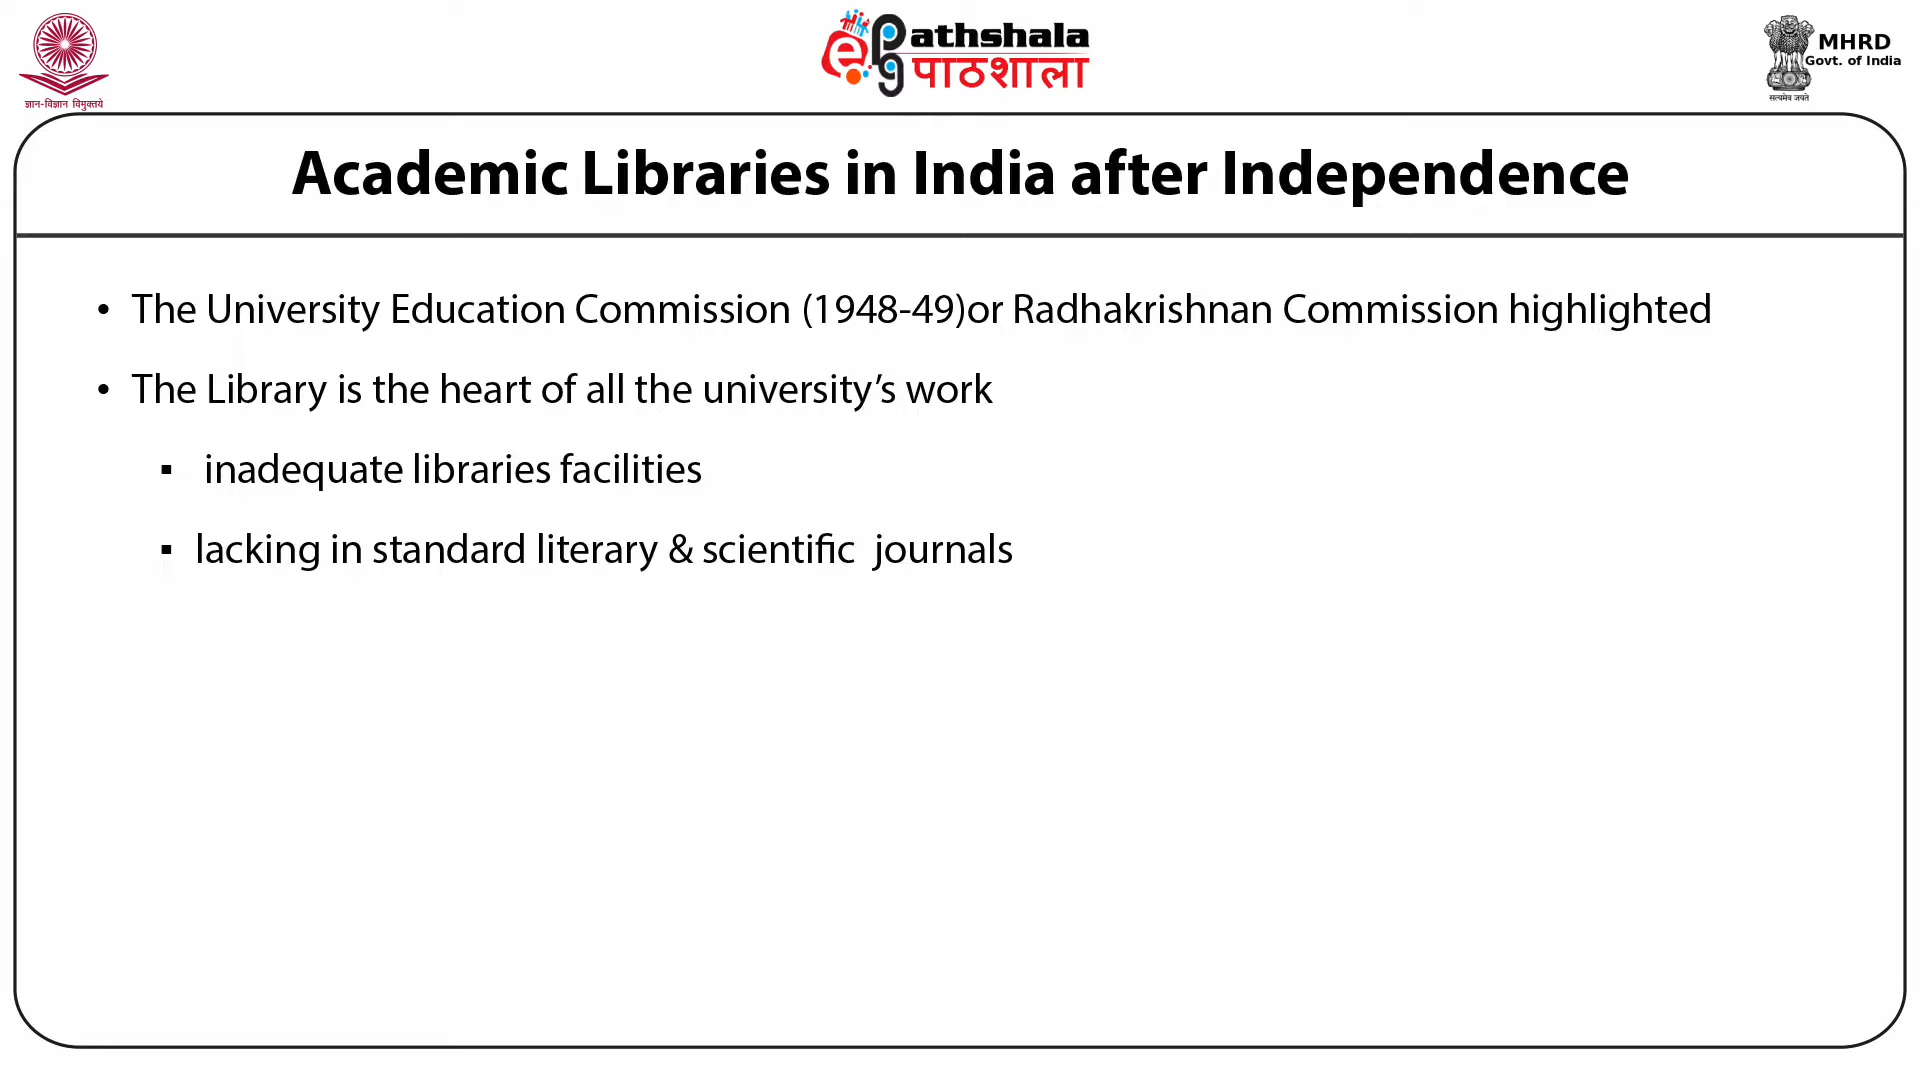 ज्ञान-विज्ञान विमुक्तये
ePGathshala
पाठशाला
MHRD
Govt. of India
सत्यमेव जयते
Academic Libraries in India after Independence
• The University Education Commission (1948-49)or Radhakrishnan Commission highlighted
• The Library is the heart of all the university’s work
▪ inadequate libraries facilities
▪ lacking in standard literary & scientific journals